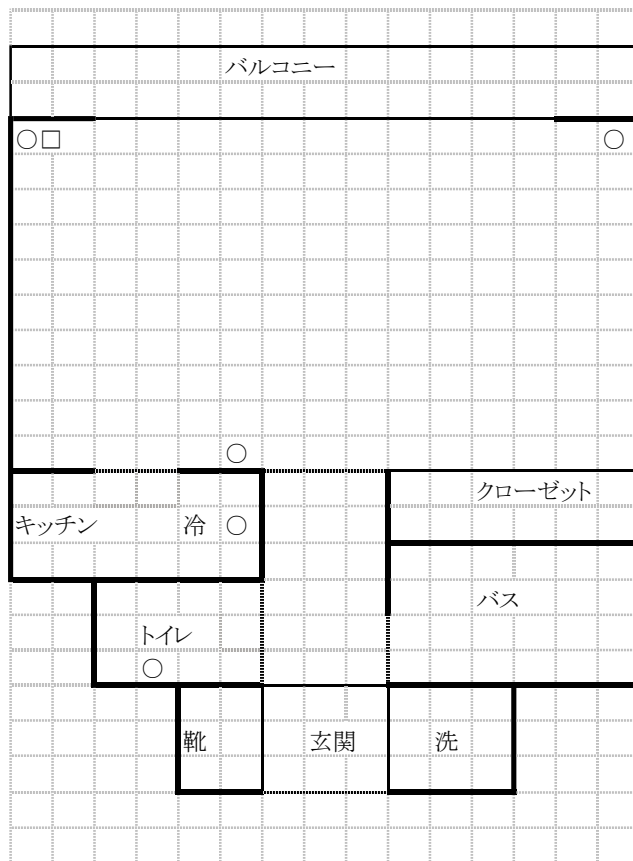 バルコニー
○□ ○
○
クローゼット
キッチン 冷 ○
バス
トイレ
○
靴 玄関 洗